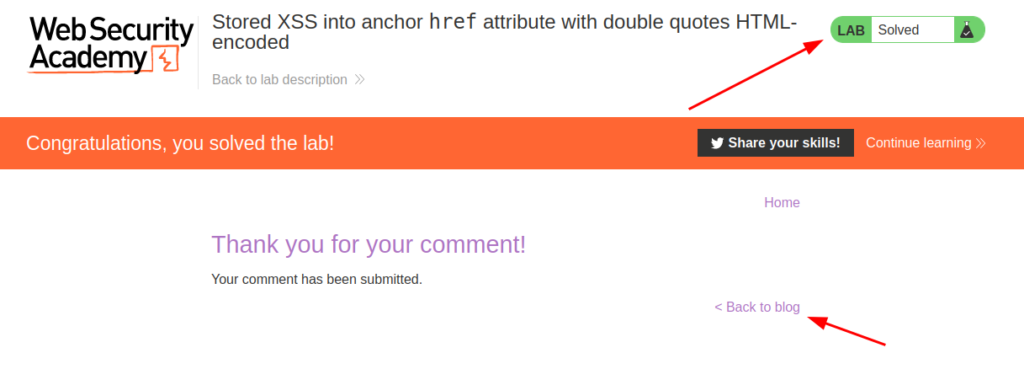 Web Security
Academy
Stored XSS into anchor href attribute with double quotes HTML-
encoded
Back to lab description
LAB Solved
Congratulations, you solved the lab!
Share your skills!
Continue learning
Home
Thank you for your comment!
Your comment has been submitted.
< Back to blog